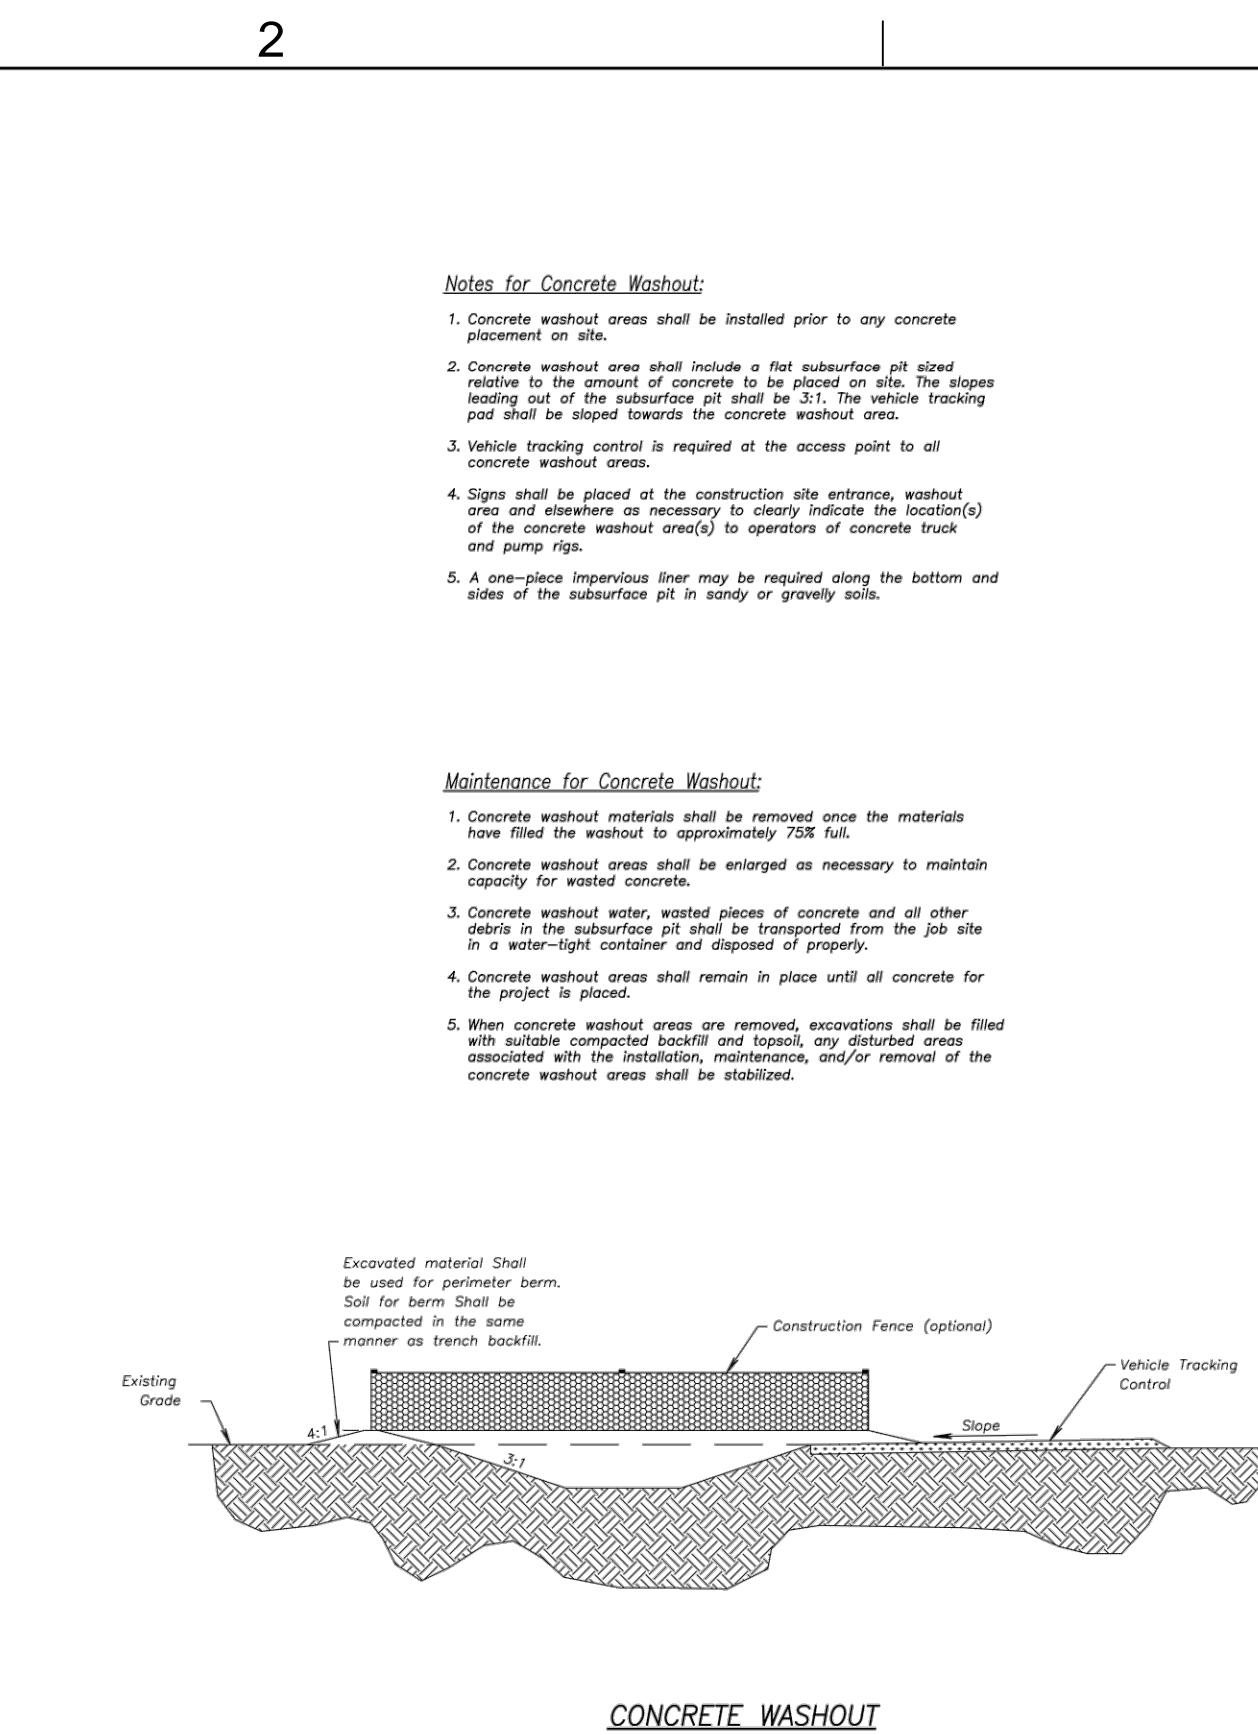 2
Notes for Concrete Washout:
1. Concrete washout areas shall be installed prior to any concrete
placement on site.
2. Concrete washout area shall include a flat subsurface pit sized
relative to the amount of concrete to be placed on site. The slopes
leading out of the subsurface pit shall be 3:1. The vehicle tracking
pad shall be sloped towards the concrete washout area.
3. Vehicle tracking control is required at the access point to all
concrete washout areas.
4. Signs shall be placed at the construction site entrance, washout
area and elsewhere as necessary to clearly indicate the location(s)
of the concrete washout area(s) to operators of concrete truck
and pump rigs.
5. A one-piece impervious liner may be required along the bottom and
sides of the subsurface pit in sandy or gravelly soils.
Maintenance for Concrete Washout:
1. Concrete washout materials shall be removed once the materials
have filled the washout to approximately 75% full.
2. Concrete washout areas shall be enlarged as necessary to maintain
capacity for wasted concrete.
3. Concrete washout water, wasted pieces of concrete and all other
debris in the subsurface pit shall be transported from the job site
in a water-tight container and disposed of properly.
4. Concrete washout areas shall remain in place until all concrete for
the project is placed.
5. When concrete washout areas are removed, excavations shall be filled
with suitable compacted backfill and topsoil, any disturbed areas
associated with the installation, maintenance, and/or removal of the
concrete washout areas shall be stabilized.
Excavated material Shall
be used for perimeter berm.
Soil for berm Shall be
compacted in the same
manner as trench backfill.
Construction Fence (optional)
Vehicle Tracking
Control
Existing
Grade
Slope
4:1
3:1
CONCRETE WASHOUT